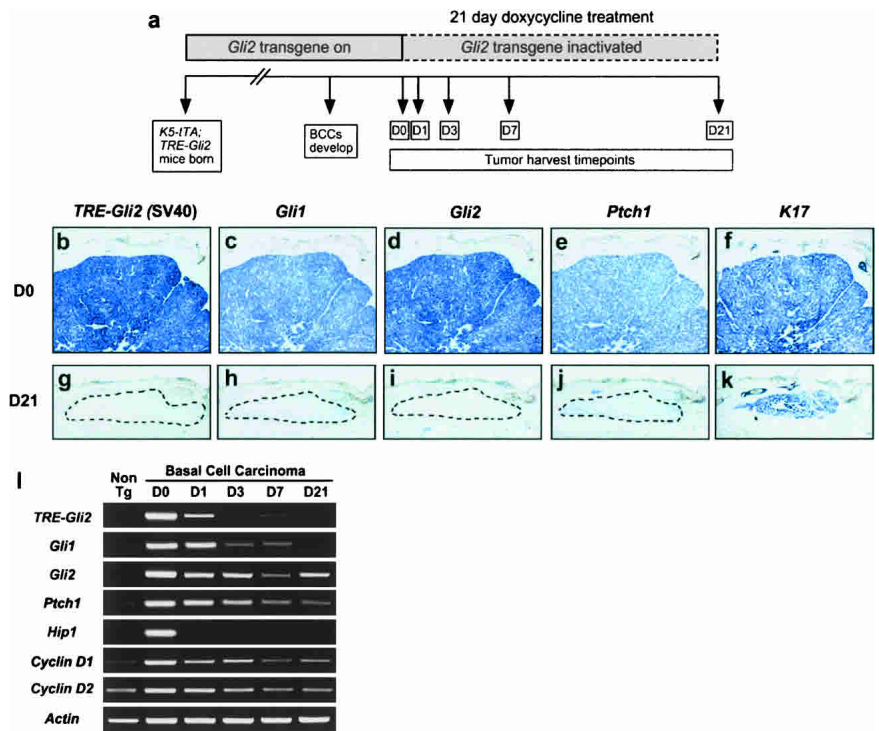 21 day doxycycline treatment
a
Gli2 transgene on
Gli2 transgene inactivated
K5-tTA;
TRE-Gli2
mice born
BCCs
develop
D0 D1 D3 D7 D21
Tumor harvest timepoints
TRE-Gli2 (SV40) Gli1 Gli2 Ptch1 K17
D0 b c d e f
D21 g h i j k
l
Basal Cell Carcinoma
Non
Tg D0 D1 D3 D7 D21
TRE-Gli2
Gli1
Gli2
Ptch1
Hip1
Cyclin D1
Cyclin D2
Actin